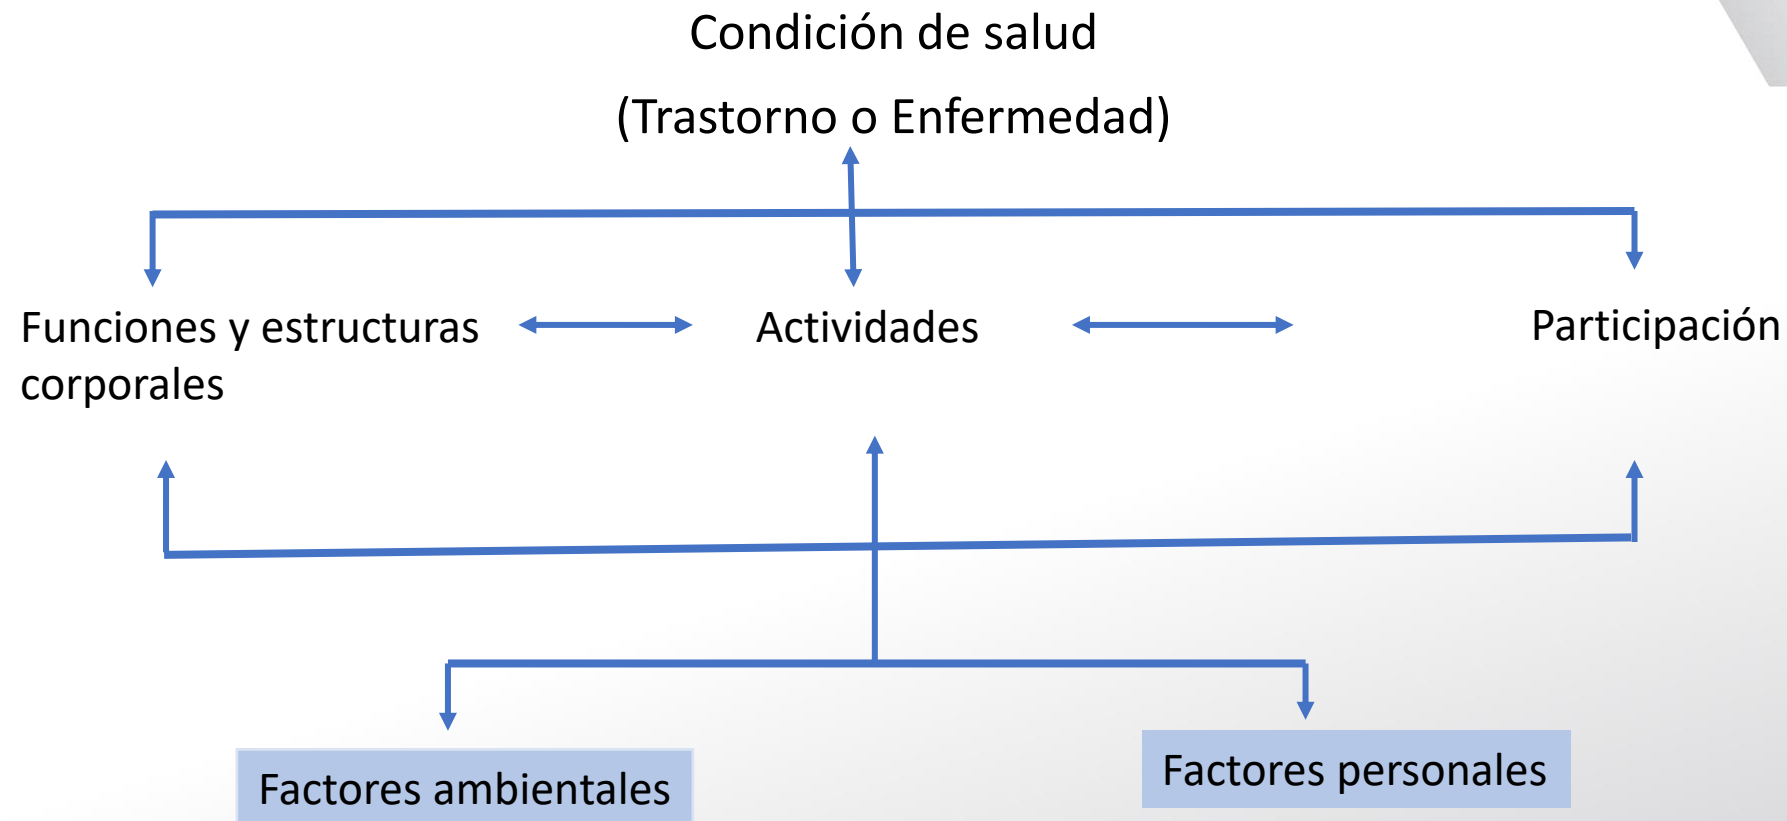 Condición de salud
(Trastorno o Enfermedad)
Funciones y estructuras
corporales
Actividades
Participación
Factores ambientales
Factores personales